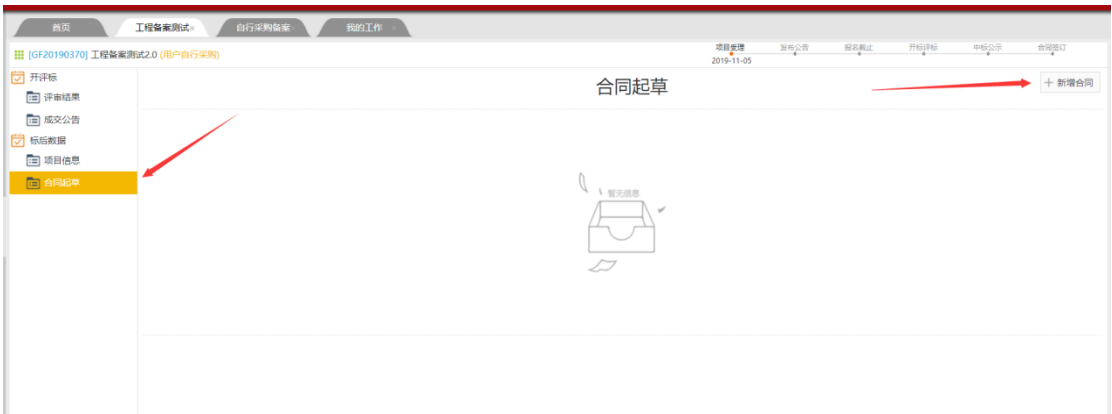 首页 工程备案测试× 自行采购备案× 我的工作 ×
[GF20190370] 工程备案测试2.0 (用户自行采购)
项目受理 发布公告 报名截止 开标评标 中标公示 合同签订
2019-11-05
开评标
评审结果
成交公告
标后数据
项目信息
合同起草
合同起草
+ 新增合同
暂无信息